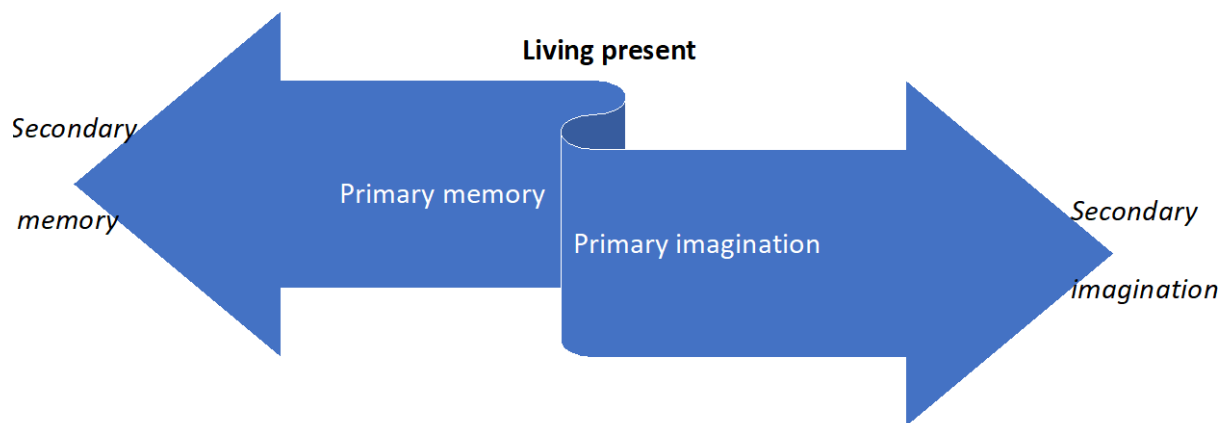 Living present
Secondary
memory
Primary memory
Primary imagination
Secondary
imagination